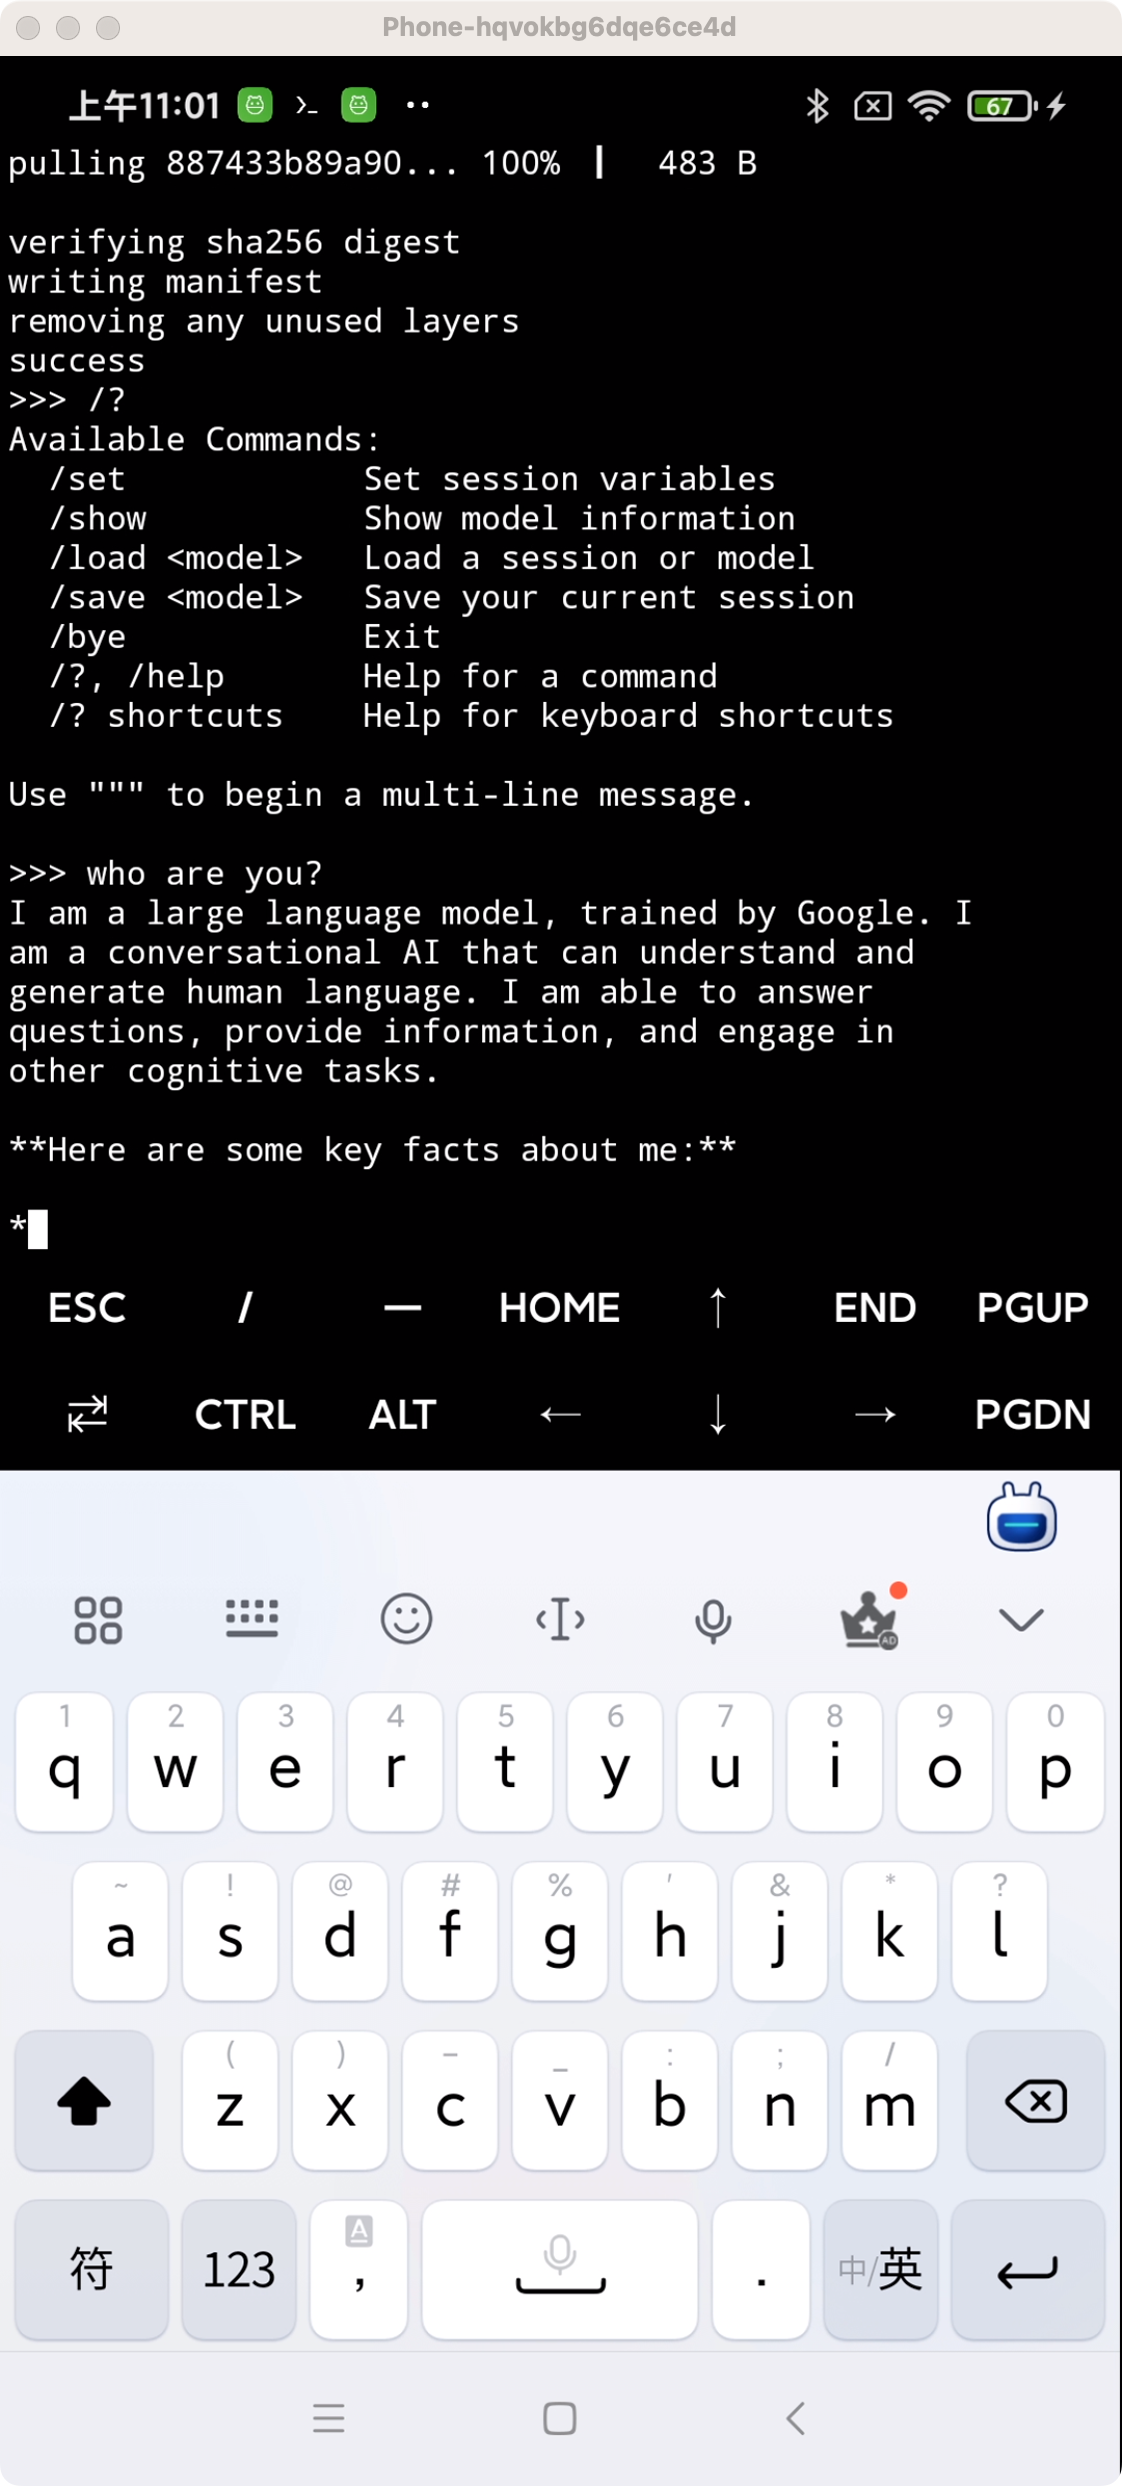 Phone-hqvokbg6dqe6ce4d
上午11:01 67
pulling 887433b89a90... 100% ▏ 483 B
verifying sha256 digest
writing manifest
removing any unused layers
success
>>> /?
Available Commands:
/set Set session variables
/show Show model information
/load <model> Load a session or model
/save <model> Save your current session
/bye Exit
/?, /help Help for a command
/? shortcuts Help for keyboard shortcuts
Use """ to begin a multi-line message.
>>> who are you?
I am a large language model, trained by Google. I
am a conversational AI that can understand and
generate human language. I am able to answer
questions, provide information, and engage in
other cognitive tasks.
**Here are some key facts about me:**
*
ESC / — HOME ↑ END PGUP
CTRL ALT ← ↓ → PGDN
AD
1 2 3 4 5 6 7 8 9 0
q w e r t y u i o p
~ ! @ # % ' & * ?
a s d f g h j k l
( ) – _ : ; /
z x c v b n m
A
符 123 , . 中/英